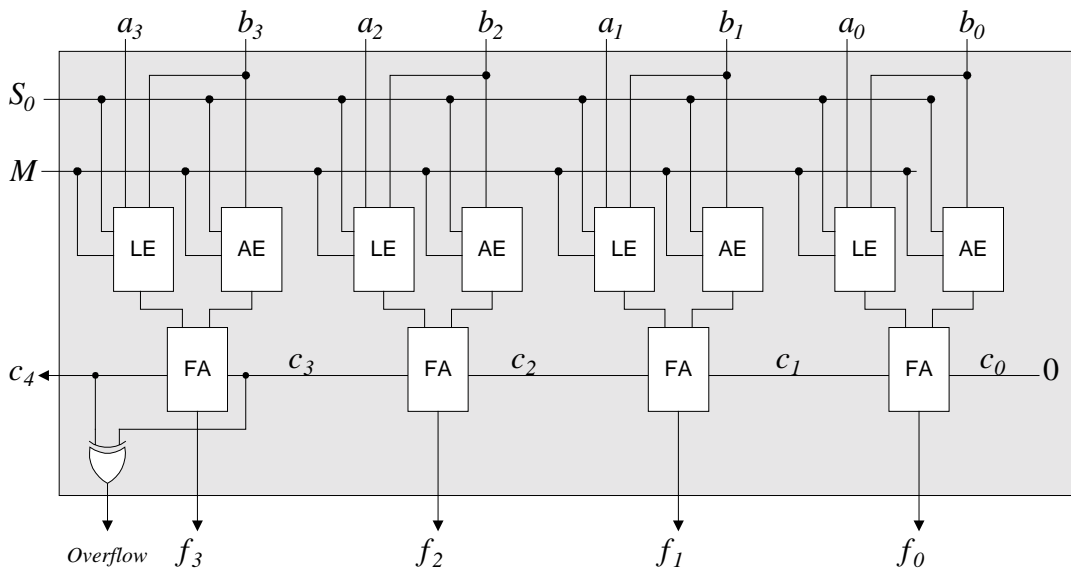 a₃ b₃ a₂ b₂ a₁ b₁ a₀ b₀
S₀
M
LE AE LE AE LE AE LE AE
c₄ FA c₃ FA c₂ FA c₁ FA c₀ 0
Overflow f₃ f₂ f₁ f₀